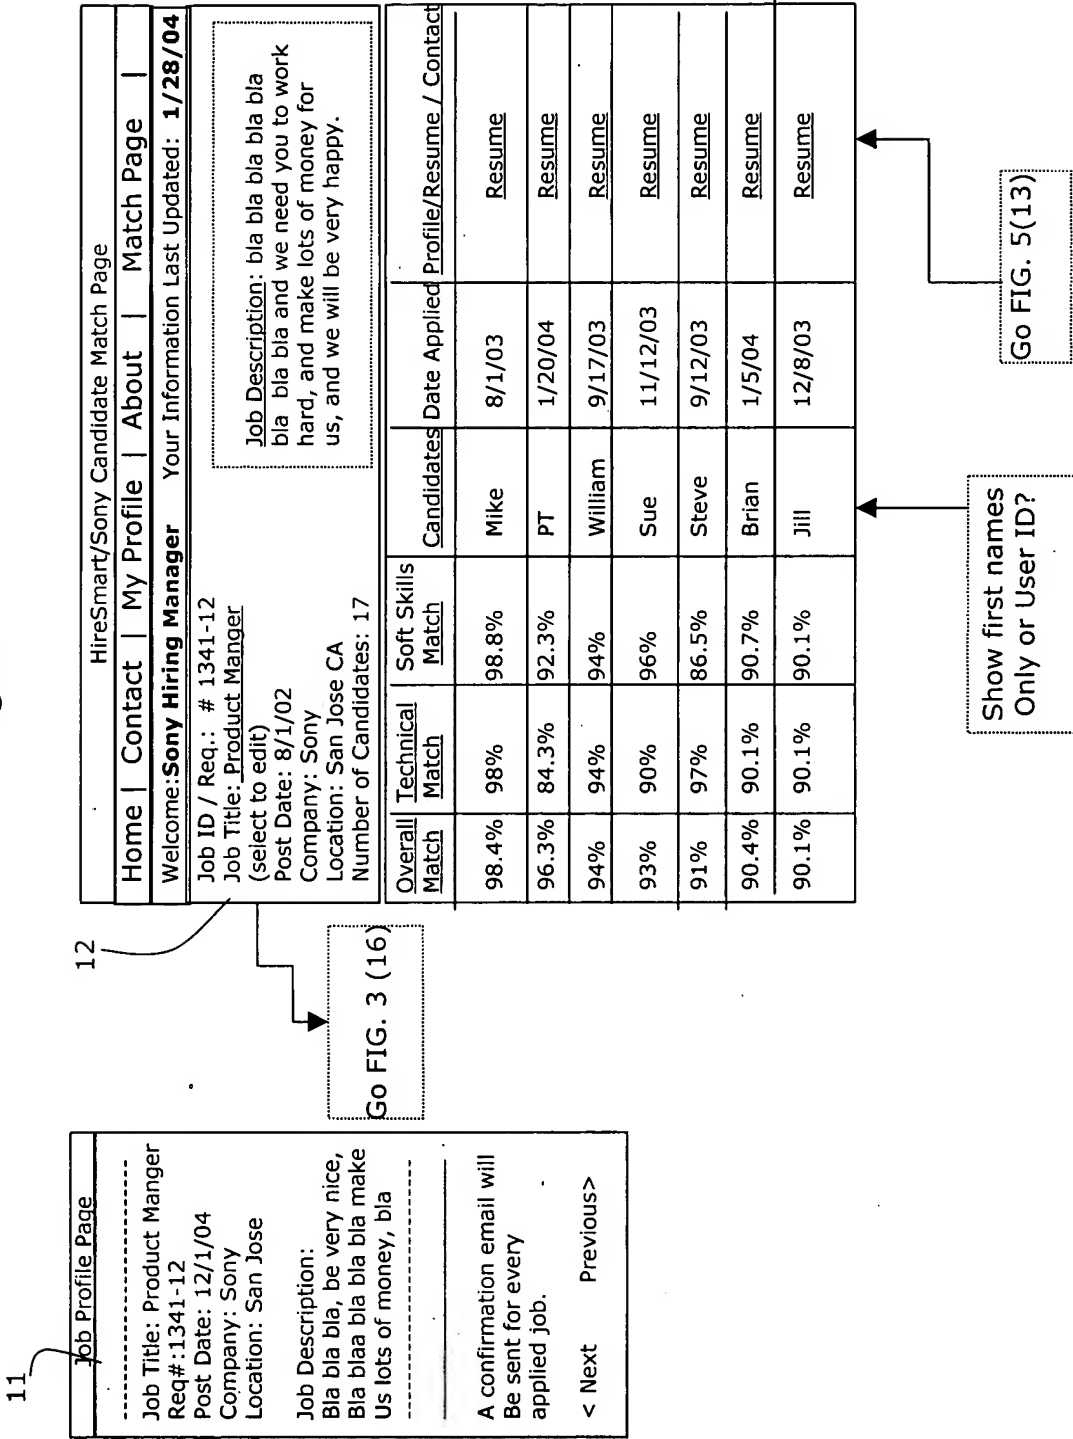 11
Job Profile Page
Job Title: Product Manger
Req#:1341-12
Post Date: 12/1/04
Company: Sony
Location: San Jose
Job Description:
Bla bla bla, be very nice,
Bla blaa bla bla bla make
Us lots of money, bla
A confirmation email will
Be sent for every
applied job.
< Next Previous>
12
HireSmart/Sony Candidate Match Page
Home | Contact | My Profile | About | Match Page |
Welcome:Sony Hiring Manager Your Information Last Updated: 1/28/04
Job ID / Req.: # 1341-12
Job Title: Product Manger
(select to edit)
Post Date: 8/1/02
Company: Sony
Location: San Jose CA
Number of Candidates: 17
Job Description: bla bla bla bla bla
bla bla bla and we need you to work
hard, and make lots of money for
us, and we will be very happy.
Overall Match Technical Match Soft Skills Match Candidates Date Applied Profile/Resume / Contact
98.4% 98% 98.8% Mike 8/1/03 Resume
96.3% 84.3% 92.3% PT 1/20/04 Resume
94% 94% 94% William 9/17/03 Resume
93% 90% 96% Sue 11/12/03 Resume
91% 97% 86.5% Steve 9/12/03 Resume
90.4% 90.1% 90.7% Brian 1/5/04 Resume
90.1% 90.1% 90.1% Jill 12/8/03 Resume
Go FIG. 3 (16)
Show first names
Only or User ID?
Go FIG. 5(13)